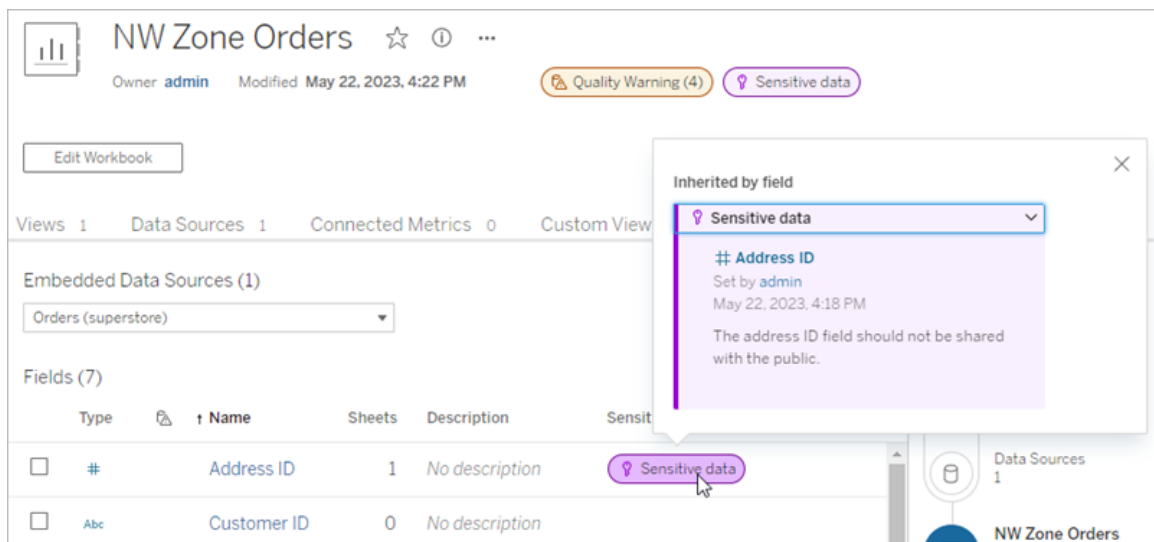 NW Zone Orders
Owner admin Modified May 22, 2023, 4:22 PM
Quality Warning (4) Sensitive data
Edit Workbook
Inherited by field
Sensitive data
# Address ID
Set by admin
May 22, 2023, 4:18 PM
The address ID field should not be shared
with the public.
Views 1 Data Sources 1 Connected Metrics 0 Custom View
Embedded Data Sources (1)
Orders (superstore)
Fields (7)
Type ↑ Name Sheets Description Sensit
# Address ID 1 No description Sensitive data
Abc Customer ID 0 No description
Data Sources
1
NW Zone Orders